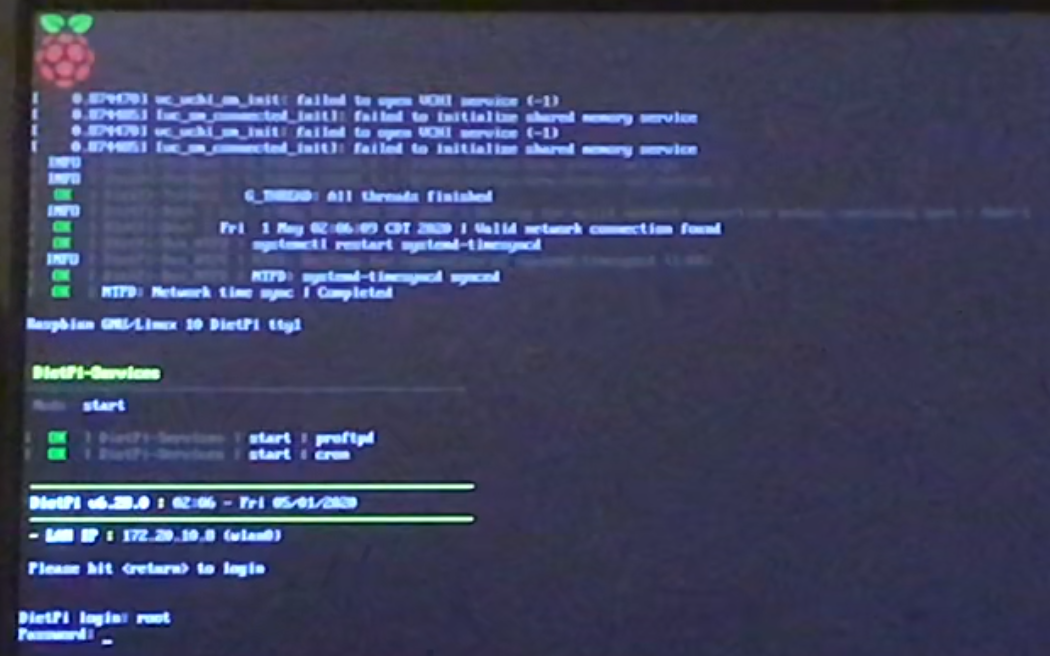 [ 0.874470] vc_vchi_sm_init: failed to open VCHI service (-1)
[ 0.874485] [vc_sm_connected_init]: failed to initialize shared memory service
[ 0.874470] vc_vchi_sm_init: failed to open VCHI service (-1)
[ 0.874485] [vc_sm_connected_init]: failed to initialize shared memory service
INFO
INFO
OK G_THREAD: All threads finished
INFO
OK Fri 1 May 02:06:09 CDT 2020 | Valid network connection found
OK systemctl restart systemd-timesyncd
INFO
OK NTPD: systemd-timesyncd synced
OK | NTPD: Network time sync | Completed
Raspbian GNU/Linux 10 DietPi tty1
DietPi-Services
Mode: start
[ OK ] DietPi-Services | start : proftpd
[ OK ] DietPi-Services | start : cron
DietPi v6.28.0 : 02:06 - Fri 05/01/2020
- LAN IP : 172.20.10.8 (wlan0)
Please hit <return> to login
DietPi login: root
Password: _